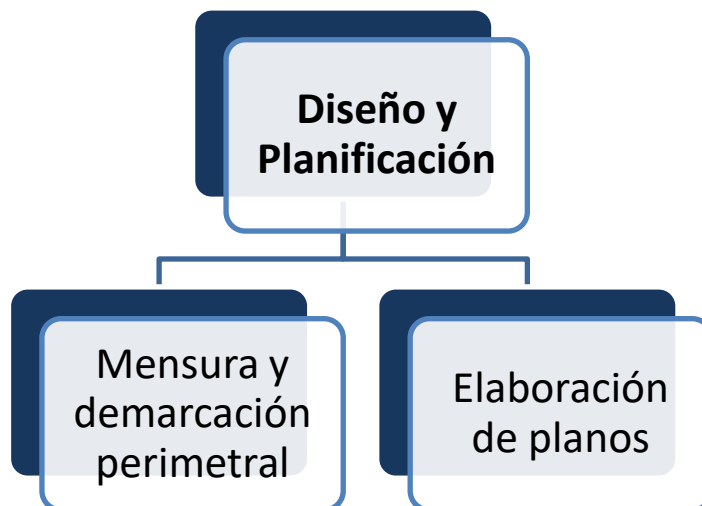 Diseño y
Planificación
Mensura y
demarcación
perimetral
Elaboración
de planos